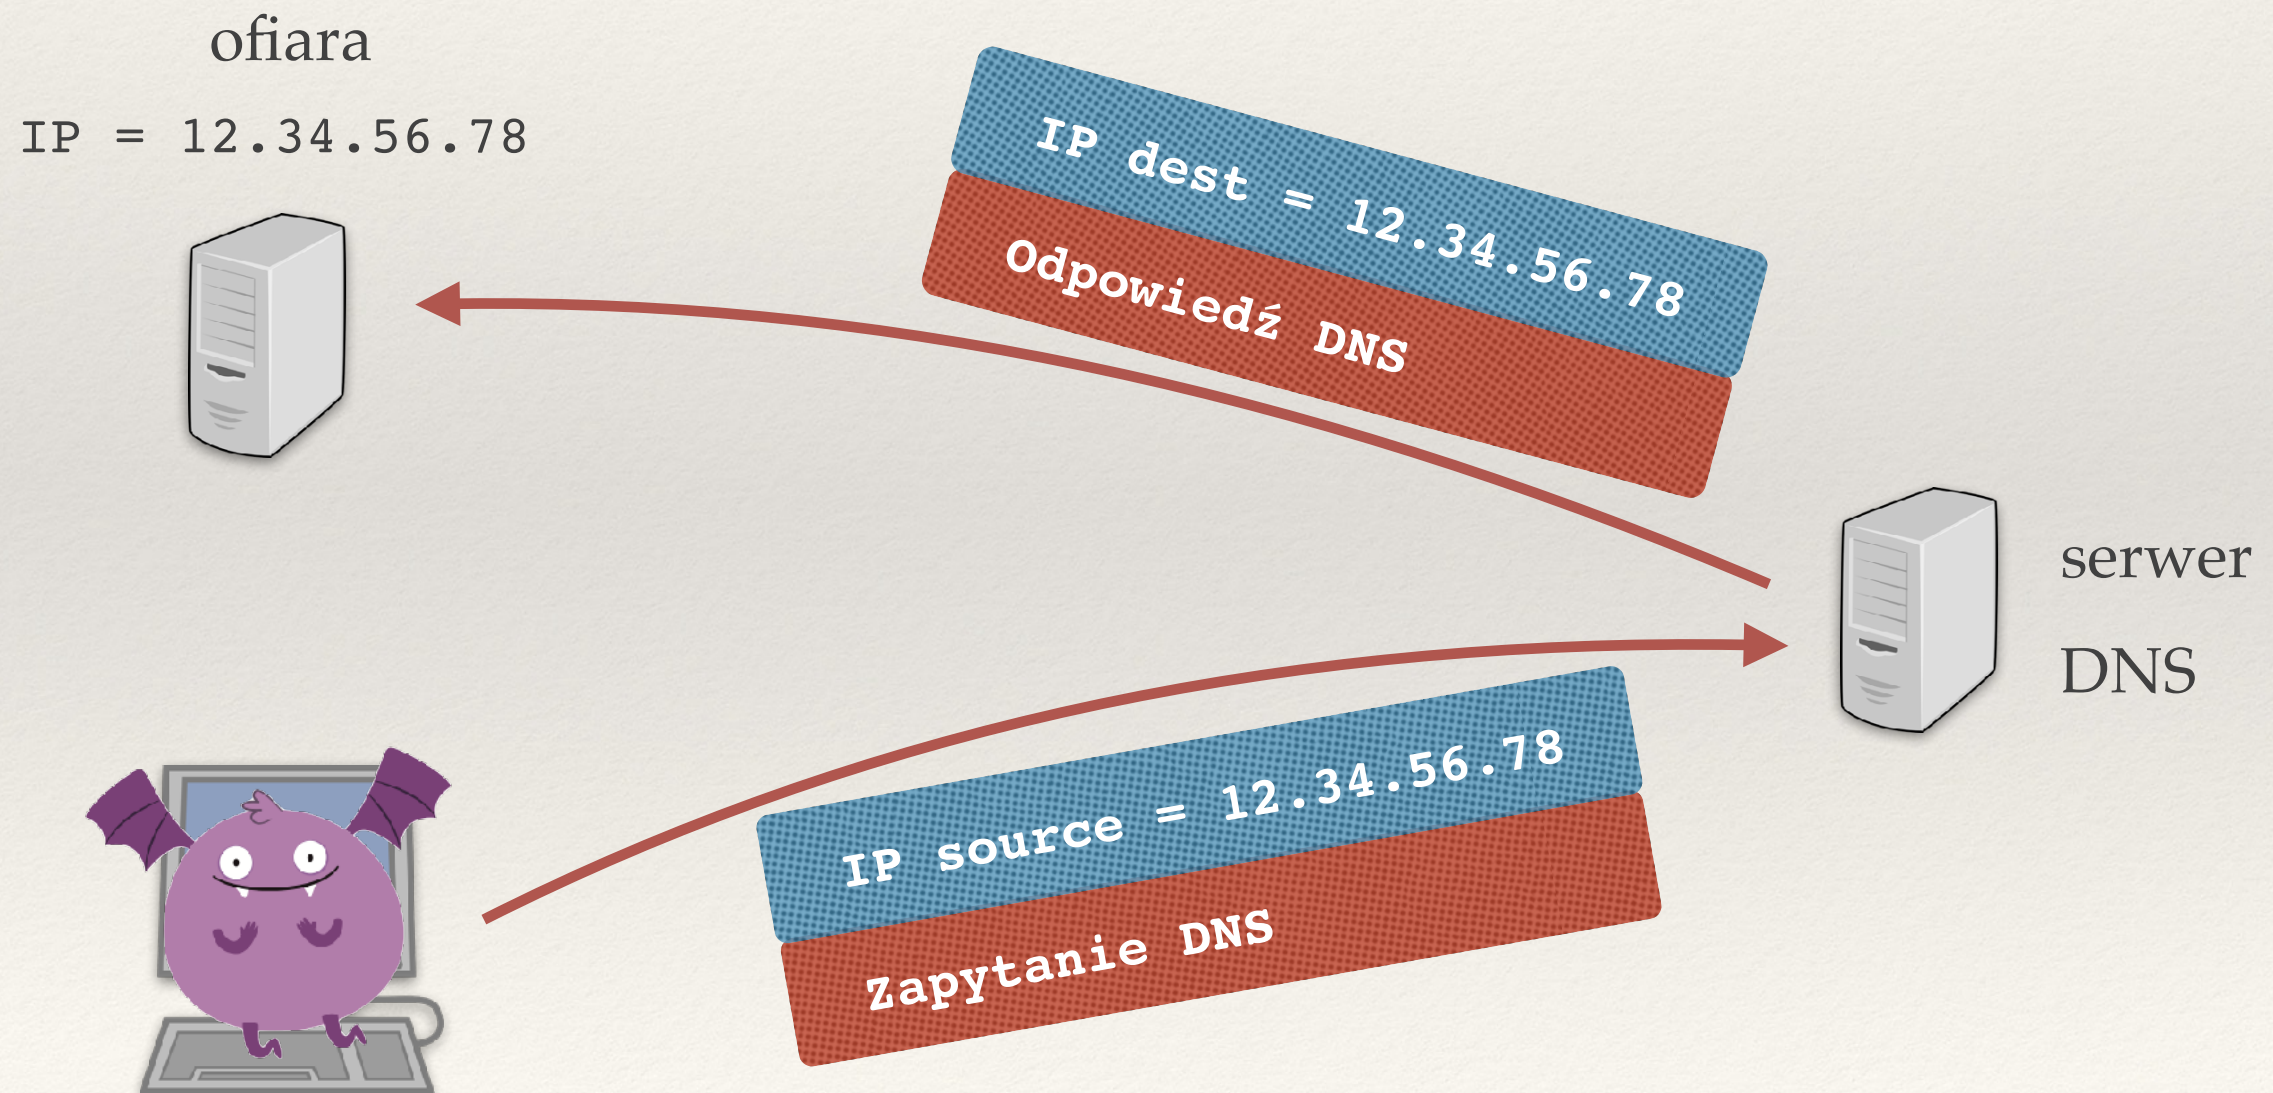 ofiara
IP = 12.34.56.78
IP dest = 12.34.56.78
Odpowiedź DNS
serwer
DNS
IP source = 12.34.56.78
Zapytanie DNS